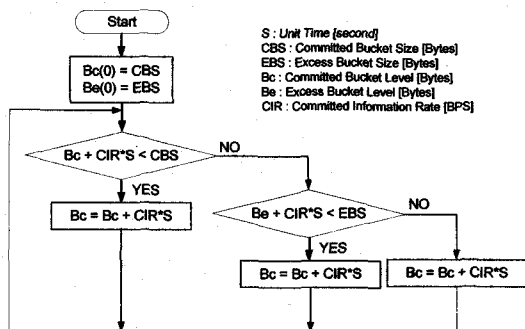 Start
S : Unit Time [second]
CBS : Committed Bucket Size [Bytes]
EBS : Excess Bucket Size [Bytes]
Bc : Committed Bucket Level [Bytes]
Be : Excess Bucket Level [Bytes]
CIR : Committed Information Rate [BPS]
Bc(0) = CBS
Be(0) = EBS
Bc + CIR*S < CBS
NO
YES
Bc = Bc + CIR*S
Be + CIR*S < EBS
NO
YES
Bc = Bc + CIR*S
Bc = Bc + CIR*S